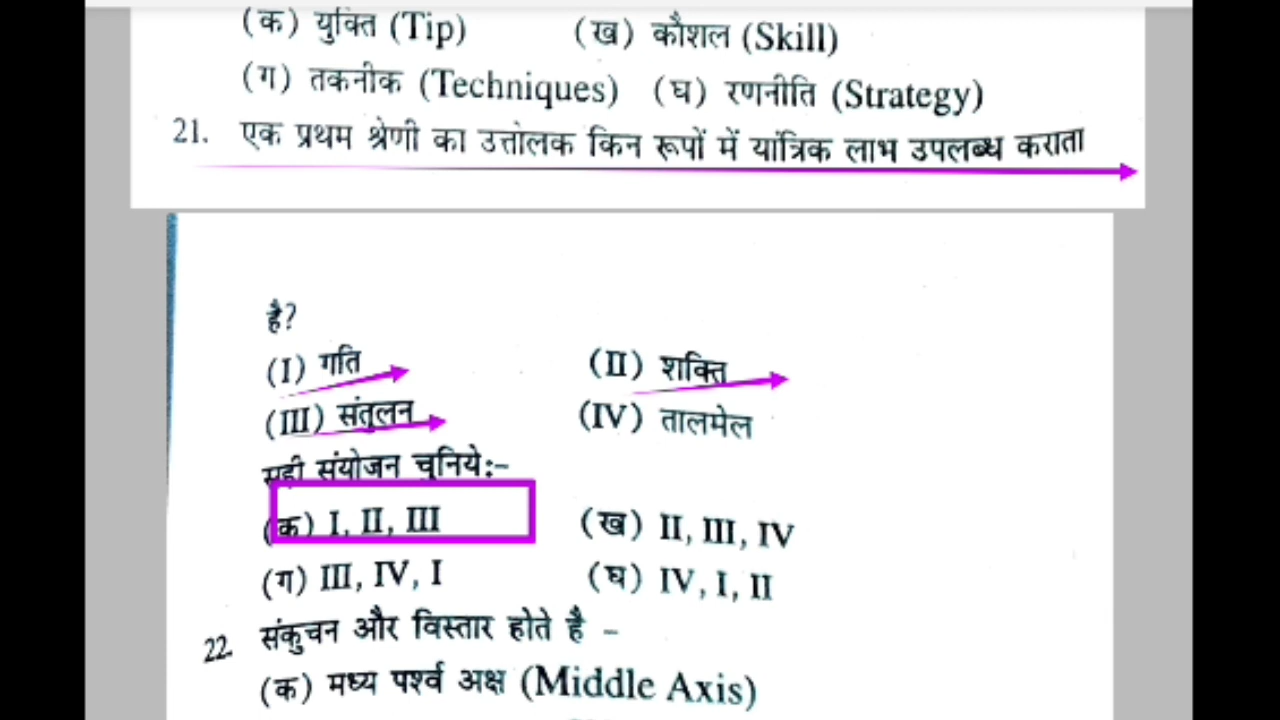 (क) युक्ति (Tip) (ख) कौशल (Skill)
(ग) तकनीक (Techniques) (घ) रणनीति (Strategy)
21. एक प्रथम श्रेणी का उत्तोलक किन रूपों में यांत्रिक लाभ उपलब्ध कराता
है?
(I) गति (II) शक्ति
(III) संतुलन (IV) तालमेल
सही संयोजन चुनिये:-
(क) I, II, III (ख) II, III, IV
(ग) III, IV, I (घ) IV, I, II
22. संकुचन और विस्तार होते है –
(क) मध्य पर्श्व अक्ष (Middle Axis)